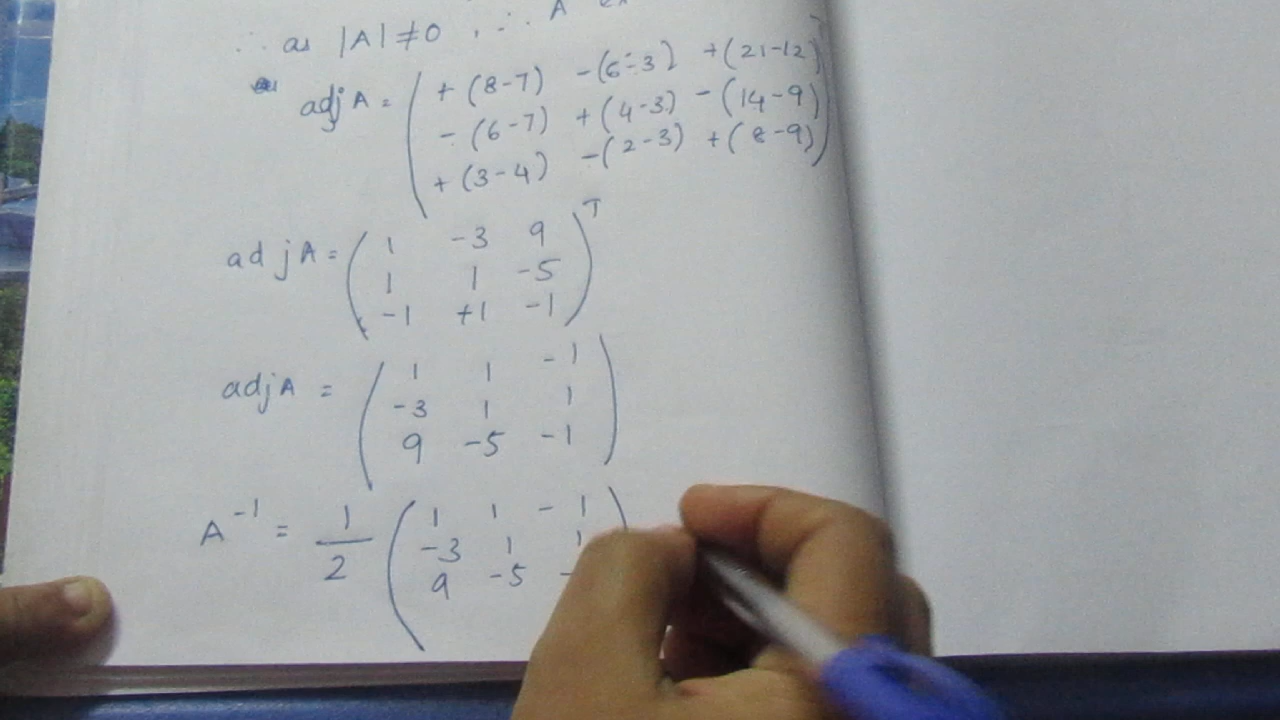 ∴ as |A| ≠ 0 , ∴ A
adj A = ( + (8-7) -(6-3) +(21-12)
- (6-7) +(4-3) - (14-9)
+ (3-4) -(2-3) +(8-9) )
adj A = ( 1 -3 9
1 1 -5
-1 +1 -1 )ᵀ
adj A = ( 1 1 -1
-3 1 1
9 -5 -1 )
A⁻¹ = 1/2 ( 1 1 -1
-3 1 1
9 -5 - )